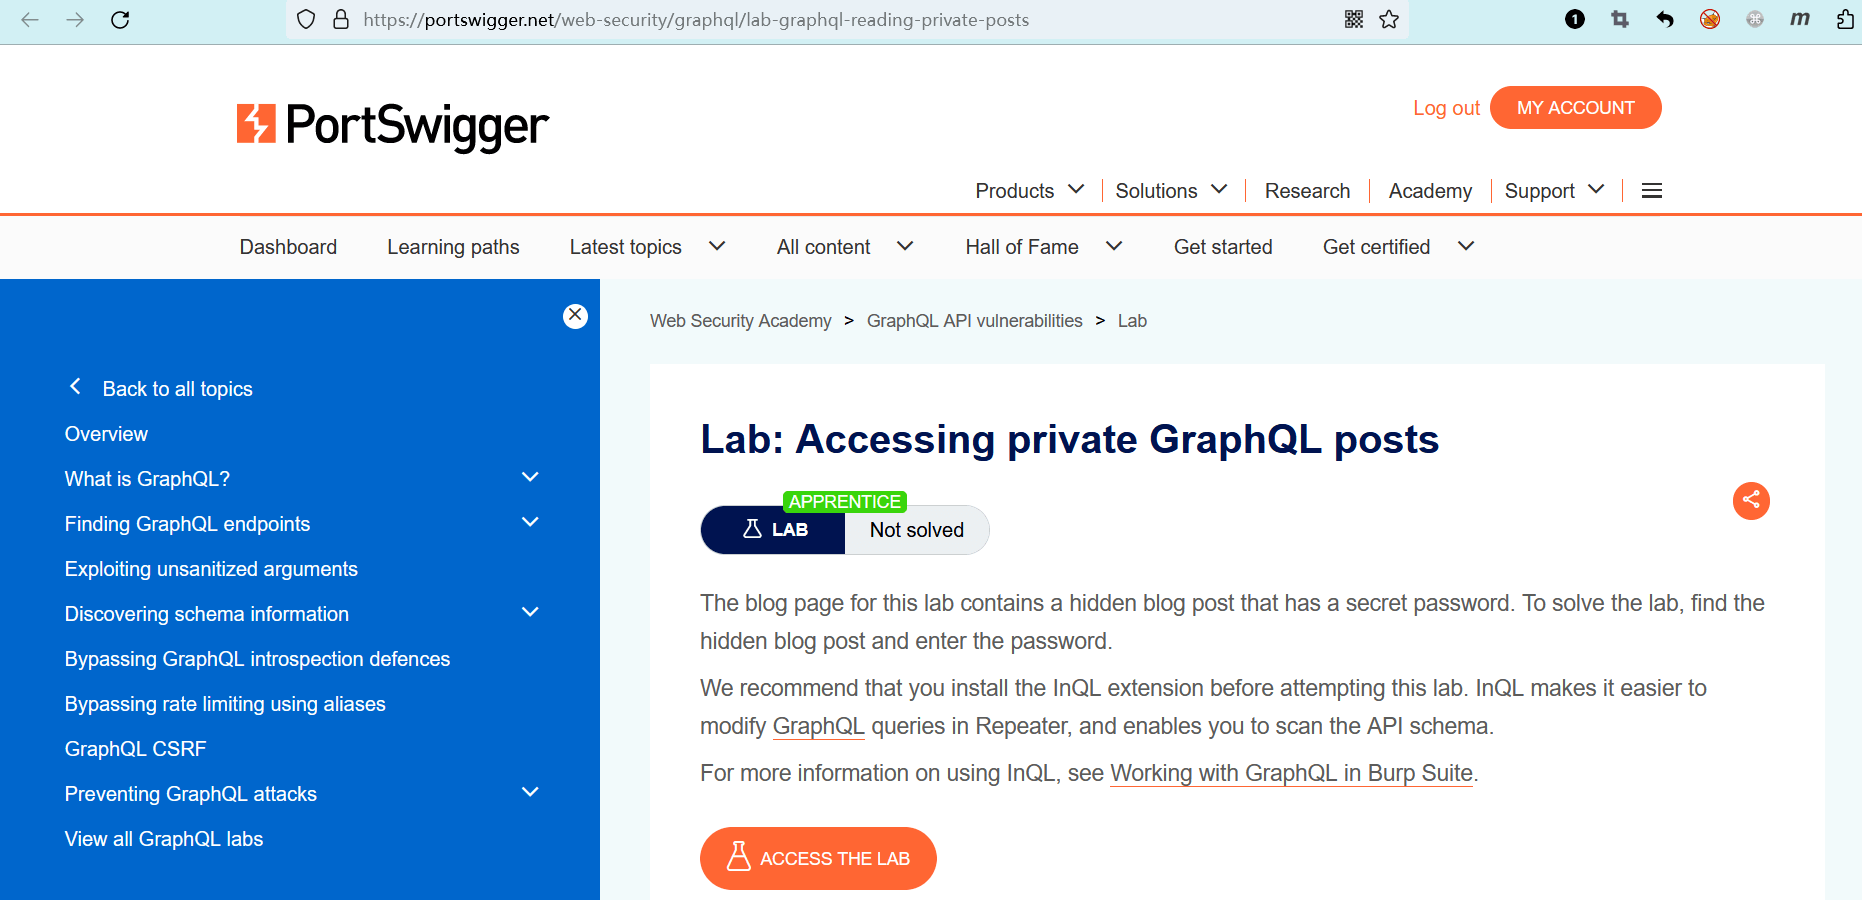 https://portswigger.net/web-security/graphql/lab-graphql-reading-private-posts
1
m
PortSwigger
Log out
MY ACCOUNT
Products
Solutions
Research
Academy
Support
Dashboard
Learning paths
Latest topics
All content
Hall of Fame
Get started
Get certified
Back to all topics
Overview
What is GraphQL?
Finding GraphQL endpoints
Exploiting unsanitized arguments
Discovering schema information
Bypassing GraphQL introspection defences
Bypassing rate limiting using aliases
GraphQL CSRF
Preventing GraphQL attacks
View all GraphQL labs
Web Security Academy > GraphQL API vulnerabilities > Lab
Lab: Accessing private GraphQL posts
APPRENTICE
LAB
Not solved
The blog page for this lab contains a hidden blog post that has a secret password. To solve the lab, find the
hidden blog post and enter the password.
We recommend that you install the InQL extension before attempting this lab. InQL makes it easier to
modify GraphQL queries in Repeater, and enables you to scan the API schema.
For more information on using InQL, see Working with GraphQL in Burp Suite.
ACCESS THE LAB